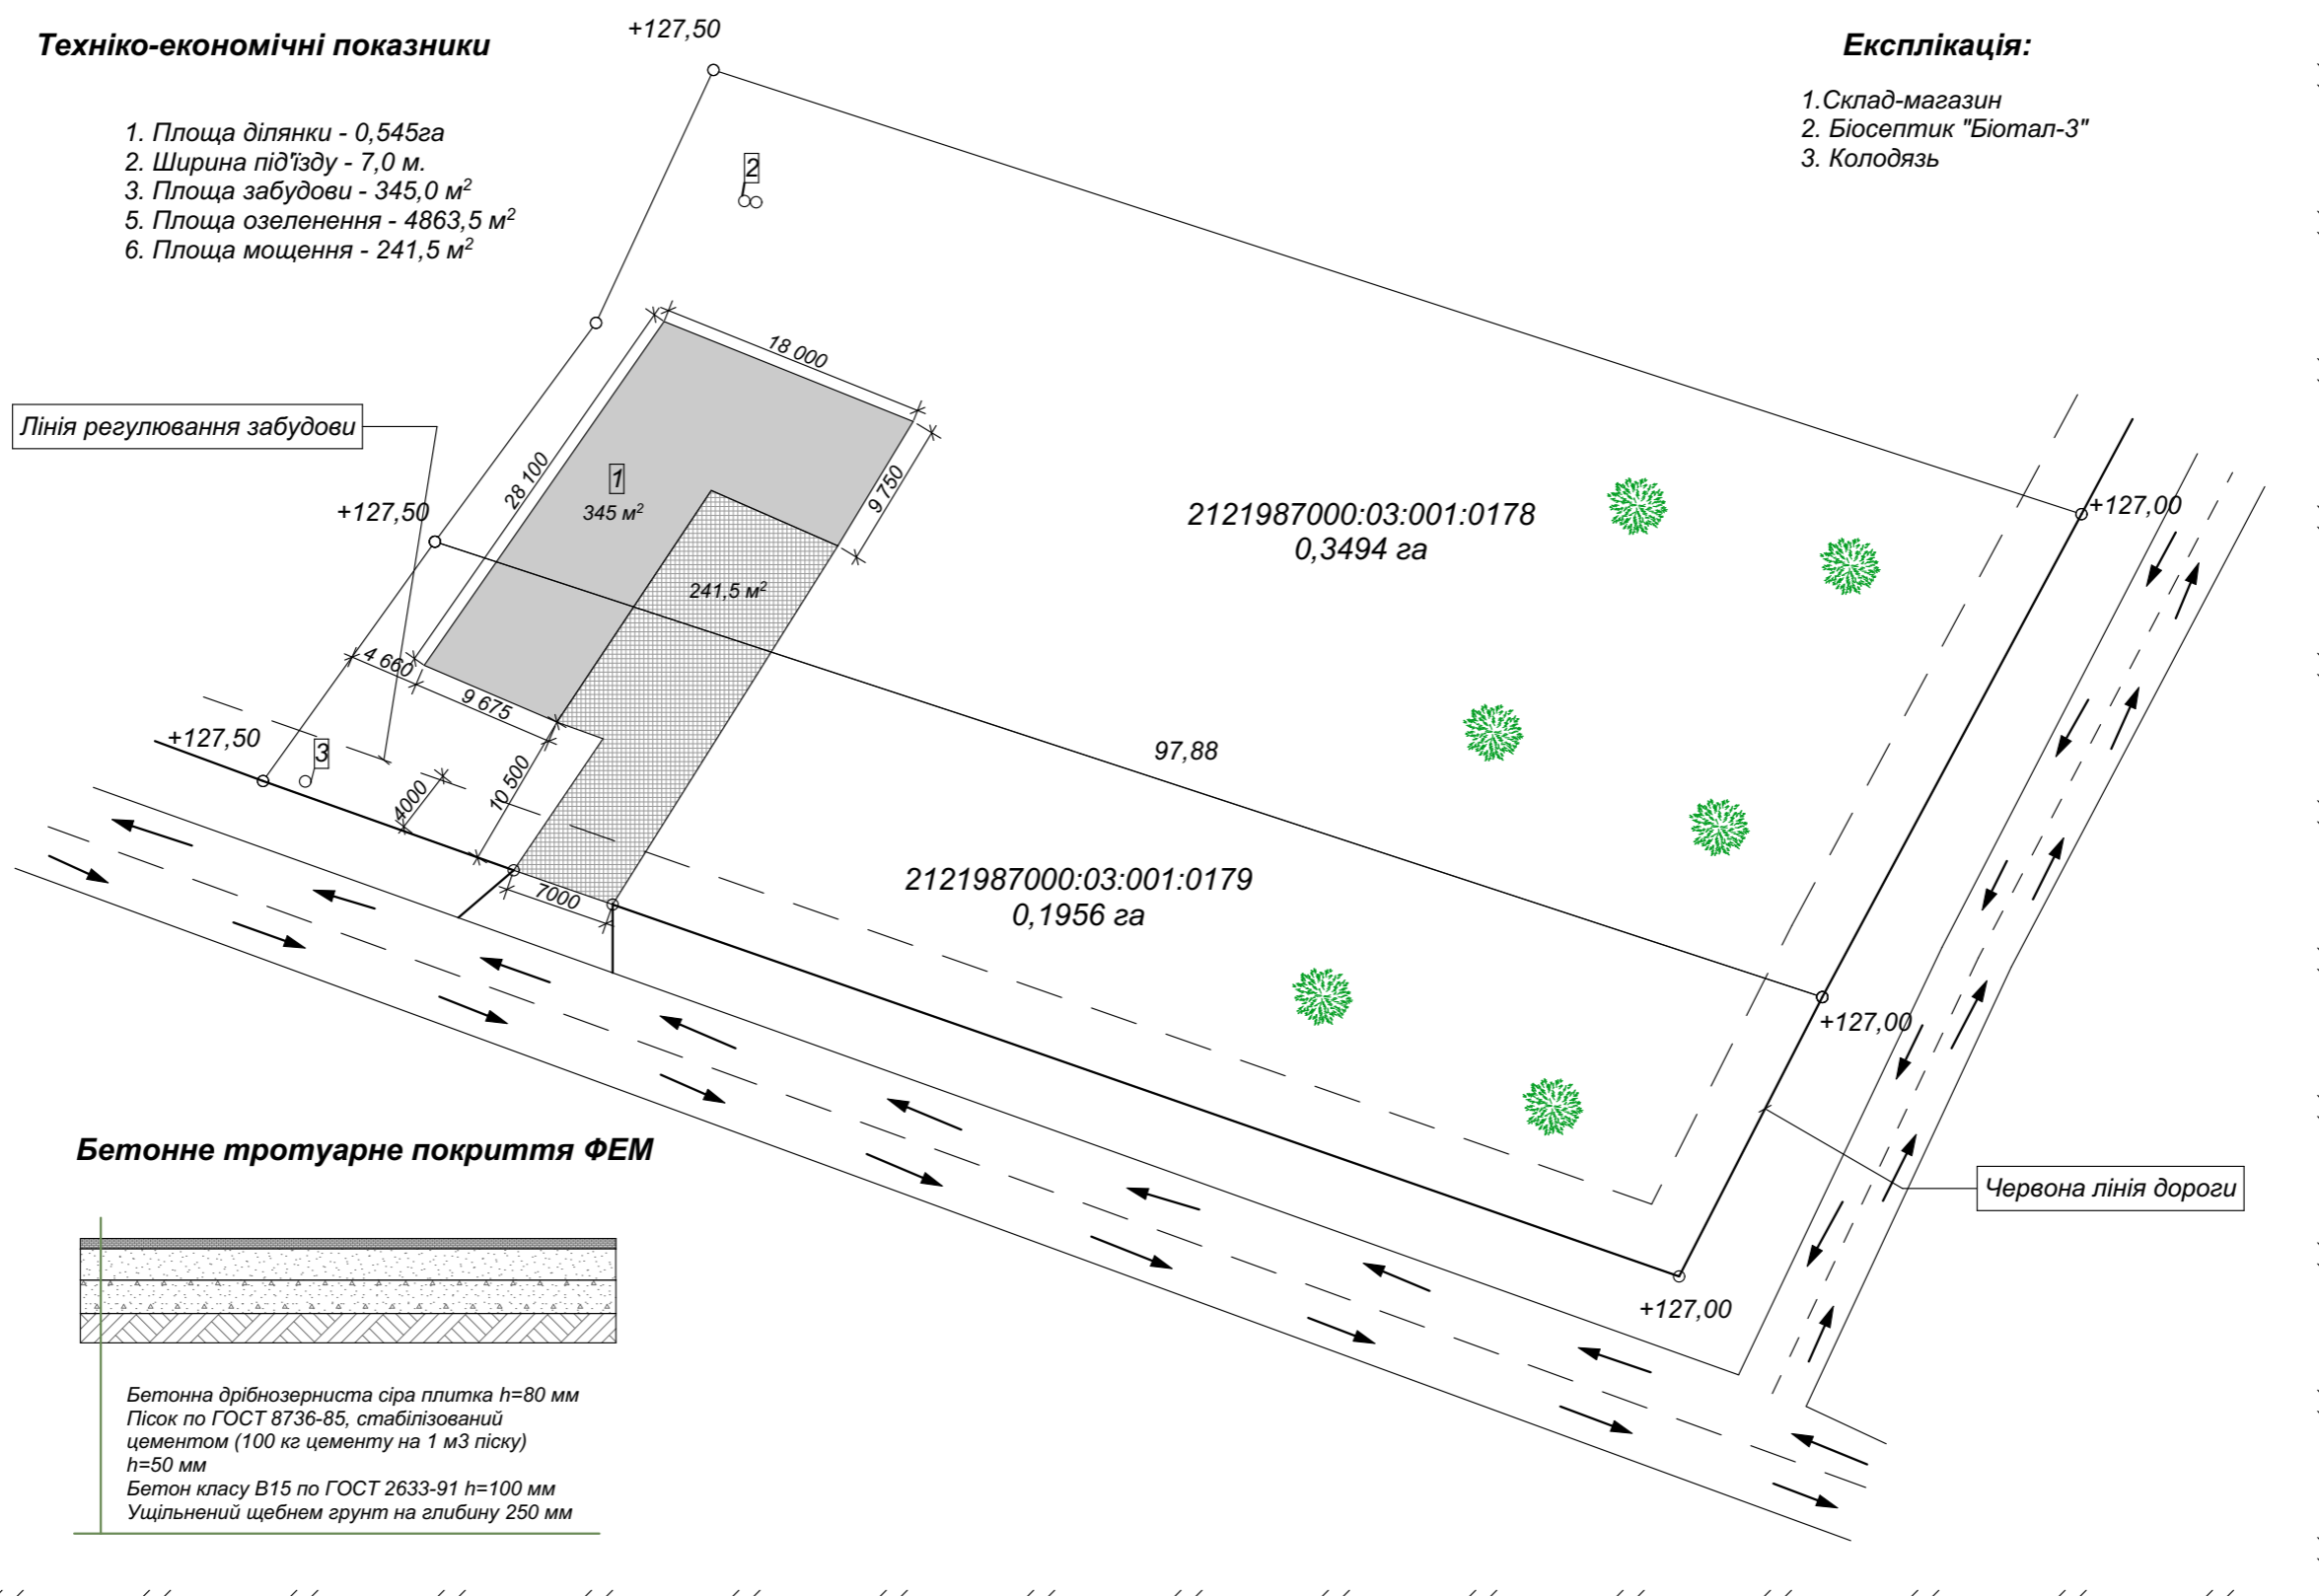 Техніко-економічні показники
1. Площа ділянки - 0,545га
2. Ширина під'їзду - 7,0 м.
3. Площа забудови - 345,0 м²
5. Площа озеленення - 4863,5 м²
6. Площа мощення - 241,5 м²
+127,50
Експлікація:
1.Склад-магазин
2. Біосептик "Біотал-3"
3. Колодязь
2
18 000
Лінія регулювання забудови
28 100
1
345 м²
9 750
+127,50
2121987000:03:001:0178
0,3494 га
+127,00
241,5 м²
4 660
9 675
+127,50
3
97,88
10 500
4000
7000
2121987000:03:001:0179
0,1956 га
+127,00
Червона лінія дороги
+127,00
Бетонне тротуарне покриття ФЕМ
Бетонна дрібнозерниста сіра плитка h=80 мм
Пісок по ГОСТ 8736-85, стабілізований
цементом (100 кг цементу на 1 м3 піску)
h=50 мм
Бетон класу В15 по ГОСТ 2633-91 h=100 мм
Ущільнений щебнем грунт на глибину 250 мм